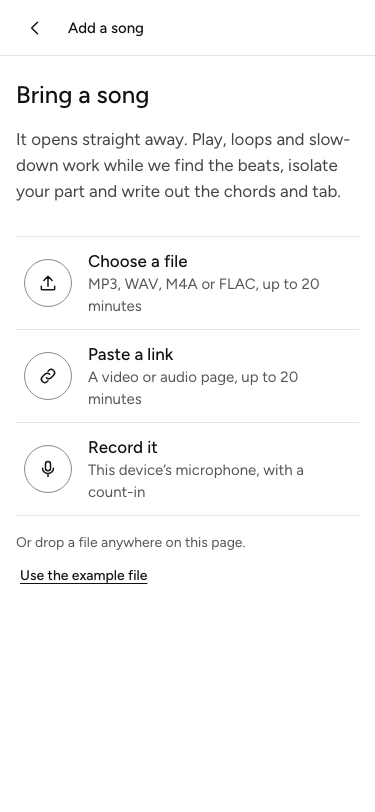 Add a song
Bring a song
It opens straight away. Play, loops and slow-
down work while we find the beats, isolate
your part and write out the chords and tab.
Choose a file
MP3, WAV, M4A or FLAC, up to 20
minutes
Paste a link
A video or audio page, up to 20
minutes
Record it
This device’s microphone, with a
count-in
Or drop a file anywhere on this page.
Use the example file